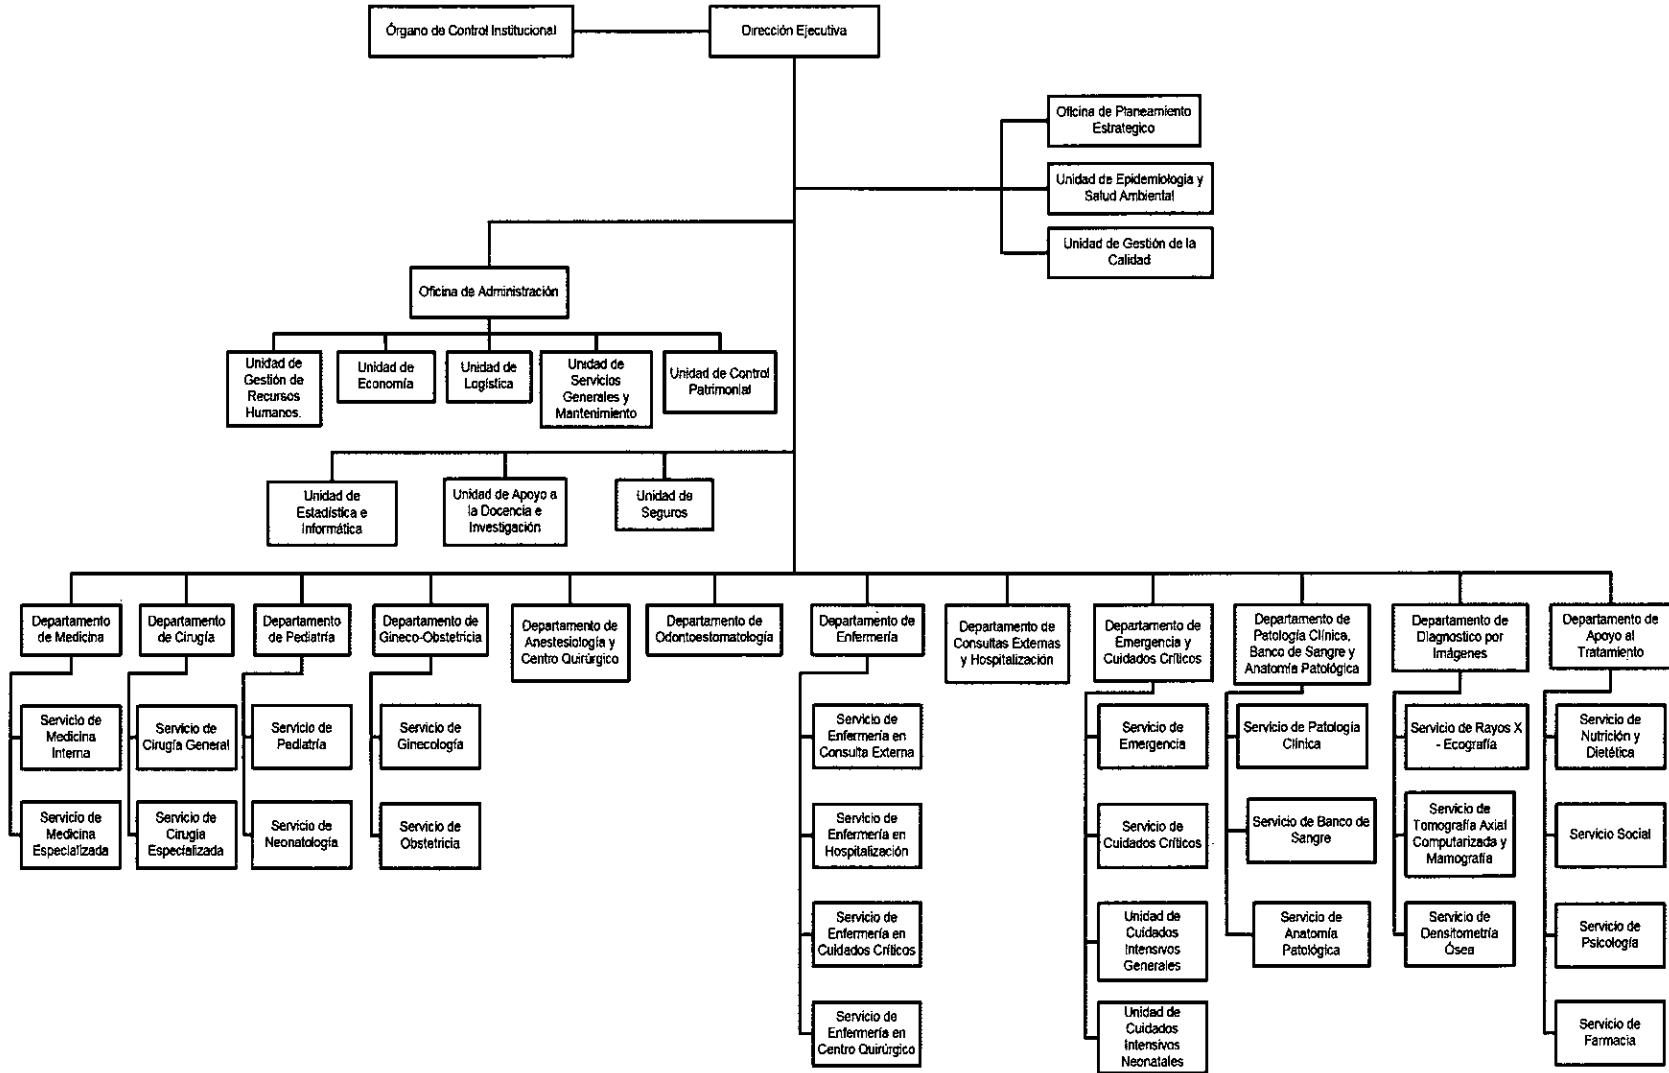 Órgano de Control Institucional
Dirección Ejecutiva
Oficina de Planeamiento
Estrategico
Unidad de Epidemiologia y
Salud Ambiental
Unidad de Gestión de la
Calidad
Oficina de Administración
Unidad de
Gestión de
Recursos
Humanos.
Unidad de
Economía
Unidad de
Logística
Unidad de
Servicios
Generales y
Mantenimiento
Unidad de Control
Patrimonial
Unidad de
Estadística e
Informática
Unidad de Apoyo a
la Docencia e
Investigación
Unidad de
Seguros
Departamento
de Medicina
Departamento
de Cirugía
Departamento
de Pediatría
Departamento de
Gineco-Obstetricia
Departamento de
Anestesiología y
Centro Quirúrgico
Departamento de
Odontoestomatología
Departamento de
Enfermería
Departamento de
Consultas Externas
y Hospitalización
Departamento de
Emergencia y
Cuidados Críticos
Departamento de
Patología Clínica,
Banco de Sangre y
Anatomía Patológica
Departamento de
Diagnostico por
Imágenes
Departamento de
Apoyo al
Tratamiento
Servicio de
Medicina
Interna
Servicio de
Medicina
Especializada
Servicio de
Cirugía General
Servicio de
Cirugía
Especializada
Servicio de
Pediatría
Servicio de
Neonatología
Servicio de
Ginecología
Servicio de
Obstetricia
Servicio de
Enfermería en
Consulta Externa
Servicio de
Enfermería en
Hospitalización
Servicio de
Enfermería en
Cuidados Críticos
Servicio de
Enfermería en
Centro Quirúrgico
Servicio de
Emergencia
Servicio de
Cuidados Críticos
Unidad de
Cuidados
Intensivos
Generales
Unidad de
Cuidados
Intensivos
Neonatales
Servicio de Patologia
Clínica
Servicio de Banco de
Sangre
Servicio de
Anatomía
Patológica
Servicio de Rayos X
- Ecografía
Servicio de
Tomografía Axial
Computarizada y
Mamografía
Servicio de
Densitometría
Ósea
Servicio de
Nutrición y
Dietética
Servicio Social
Servicio de
Psicología
Servicio de
Farmacia